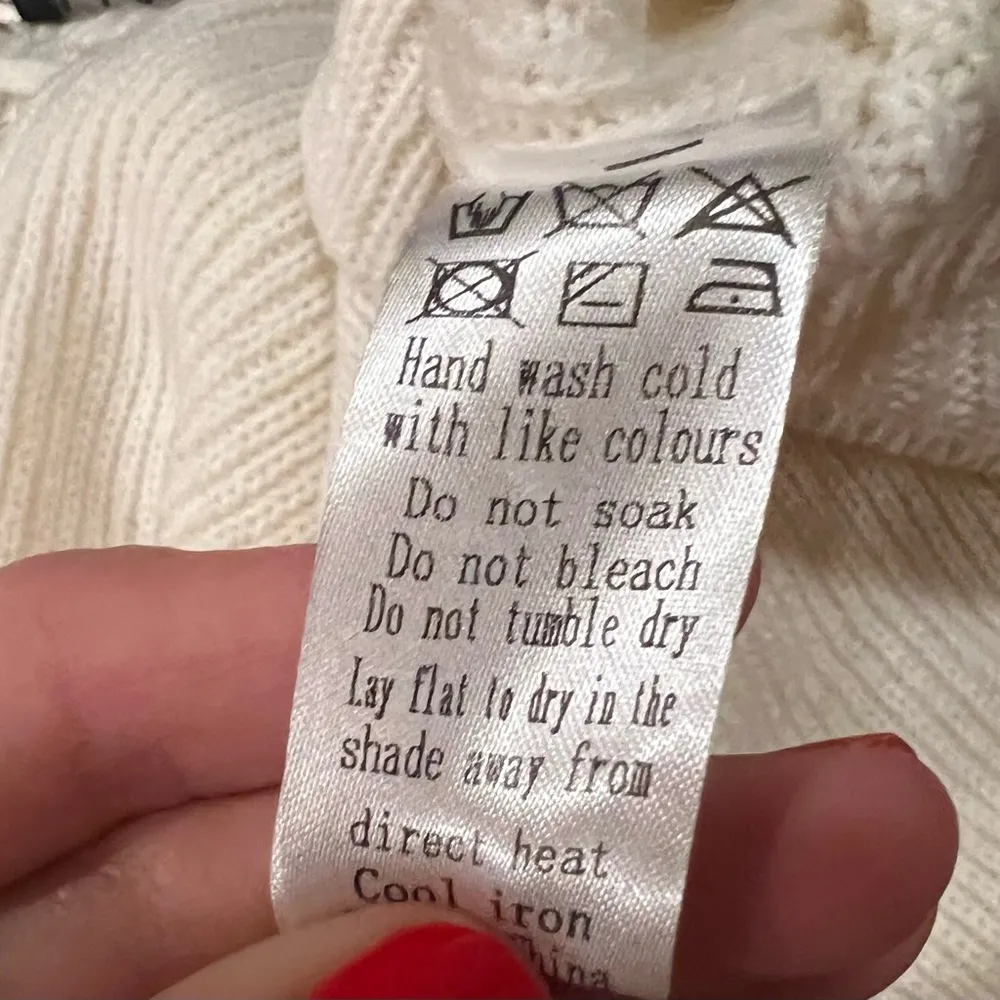 Hand wash cold
with like colours
Do not soak
Do not bleach
Do not tumble dry
Lay flat to dry in the
shade away from
direct heat
Cool iron
China